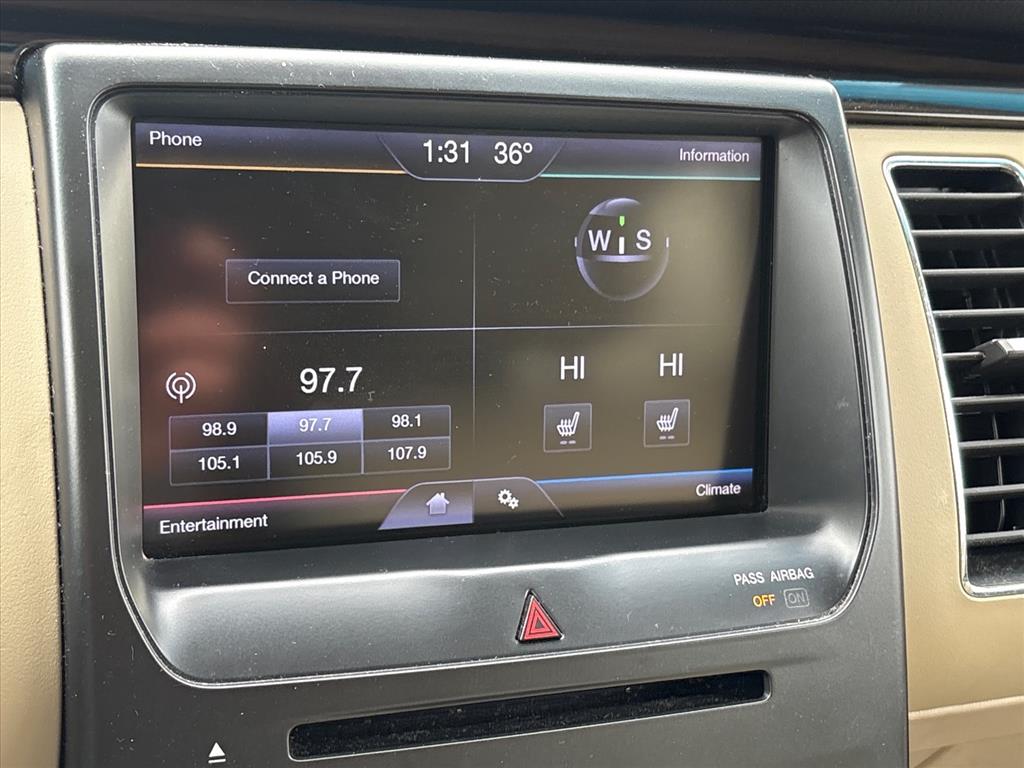 Phone
1:31 36°
Information
W S
Connect a Phone
97.7
HI HI
98.9 97.7 98.1
105.1 105.9 107.9
Entertainment
Climate
PASS AIRBAG
OFF ON